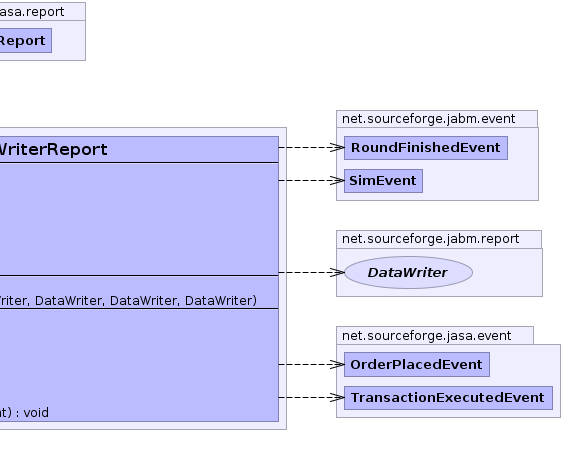 asa.report
Report
net.sourceforge.jabm.event
WriterReport
RoundFinishedEvent
SimEvent
net.sourceforge.jabm.report
DataWriter
riter, DataWriter, DataWriter, DataWriter)
net.sourceforge.jasa.event
OrderPlacedEvent
TransactionExecutedEvent
nt) : void